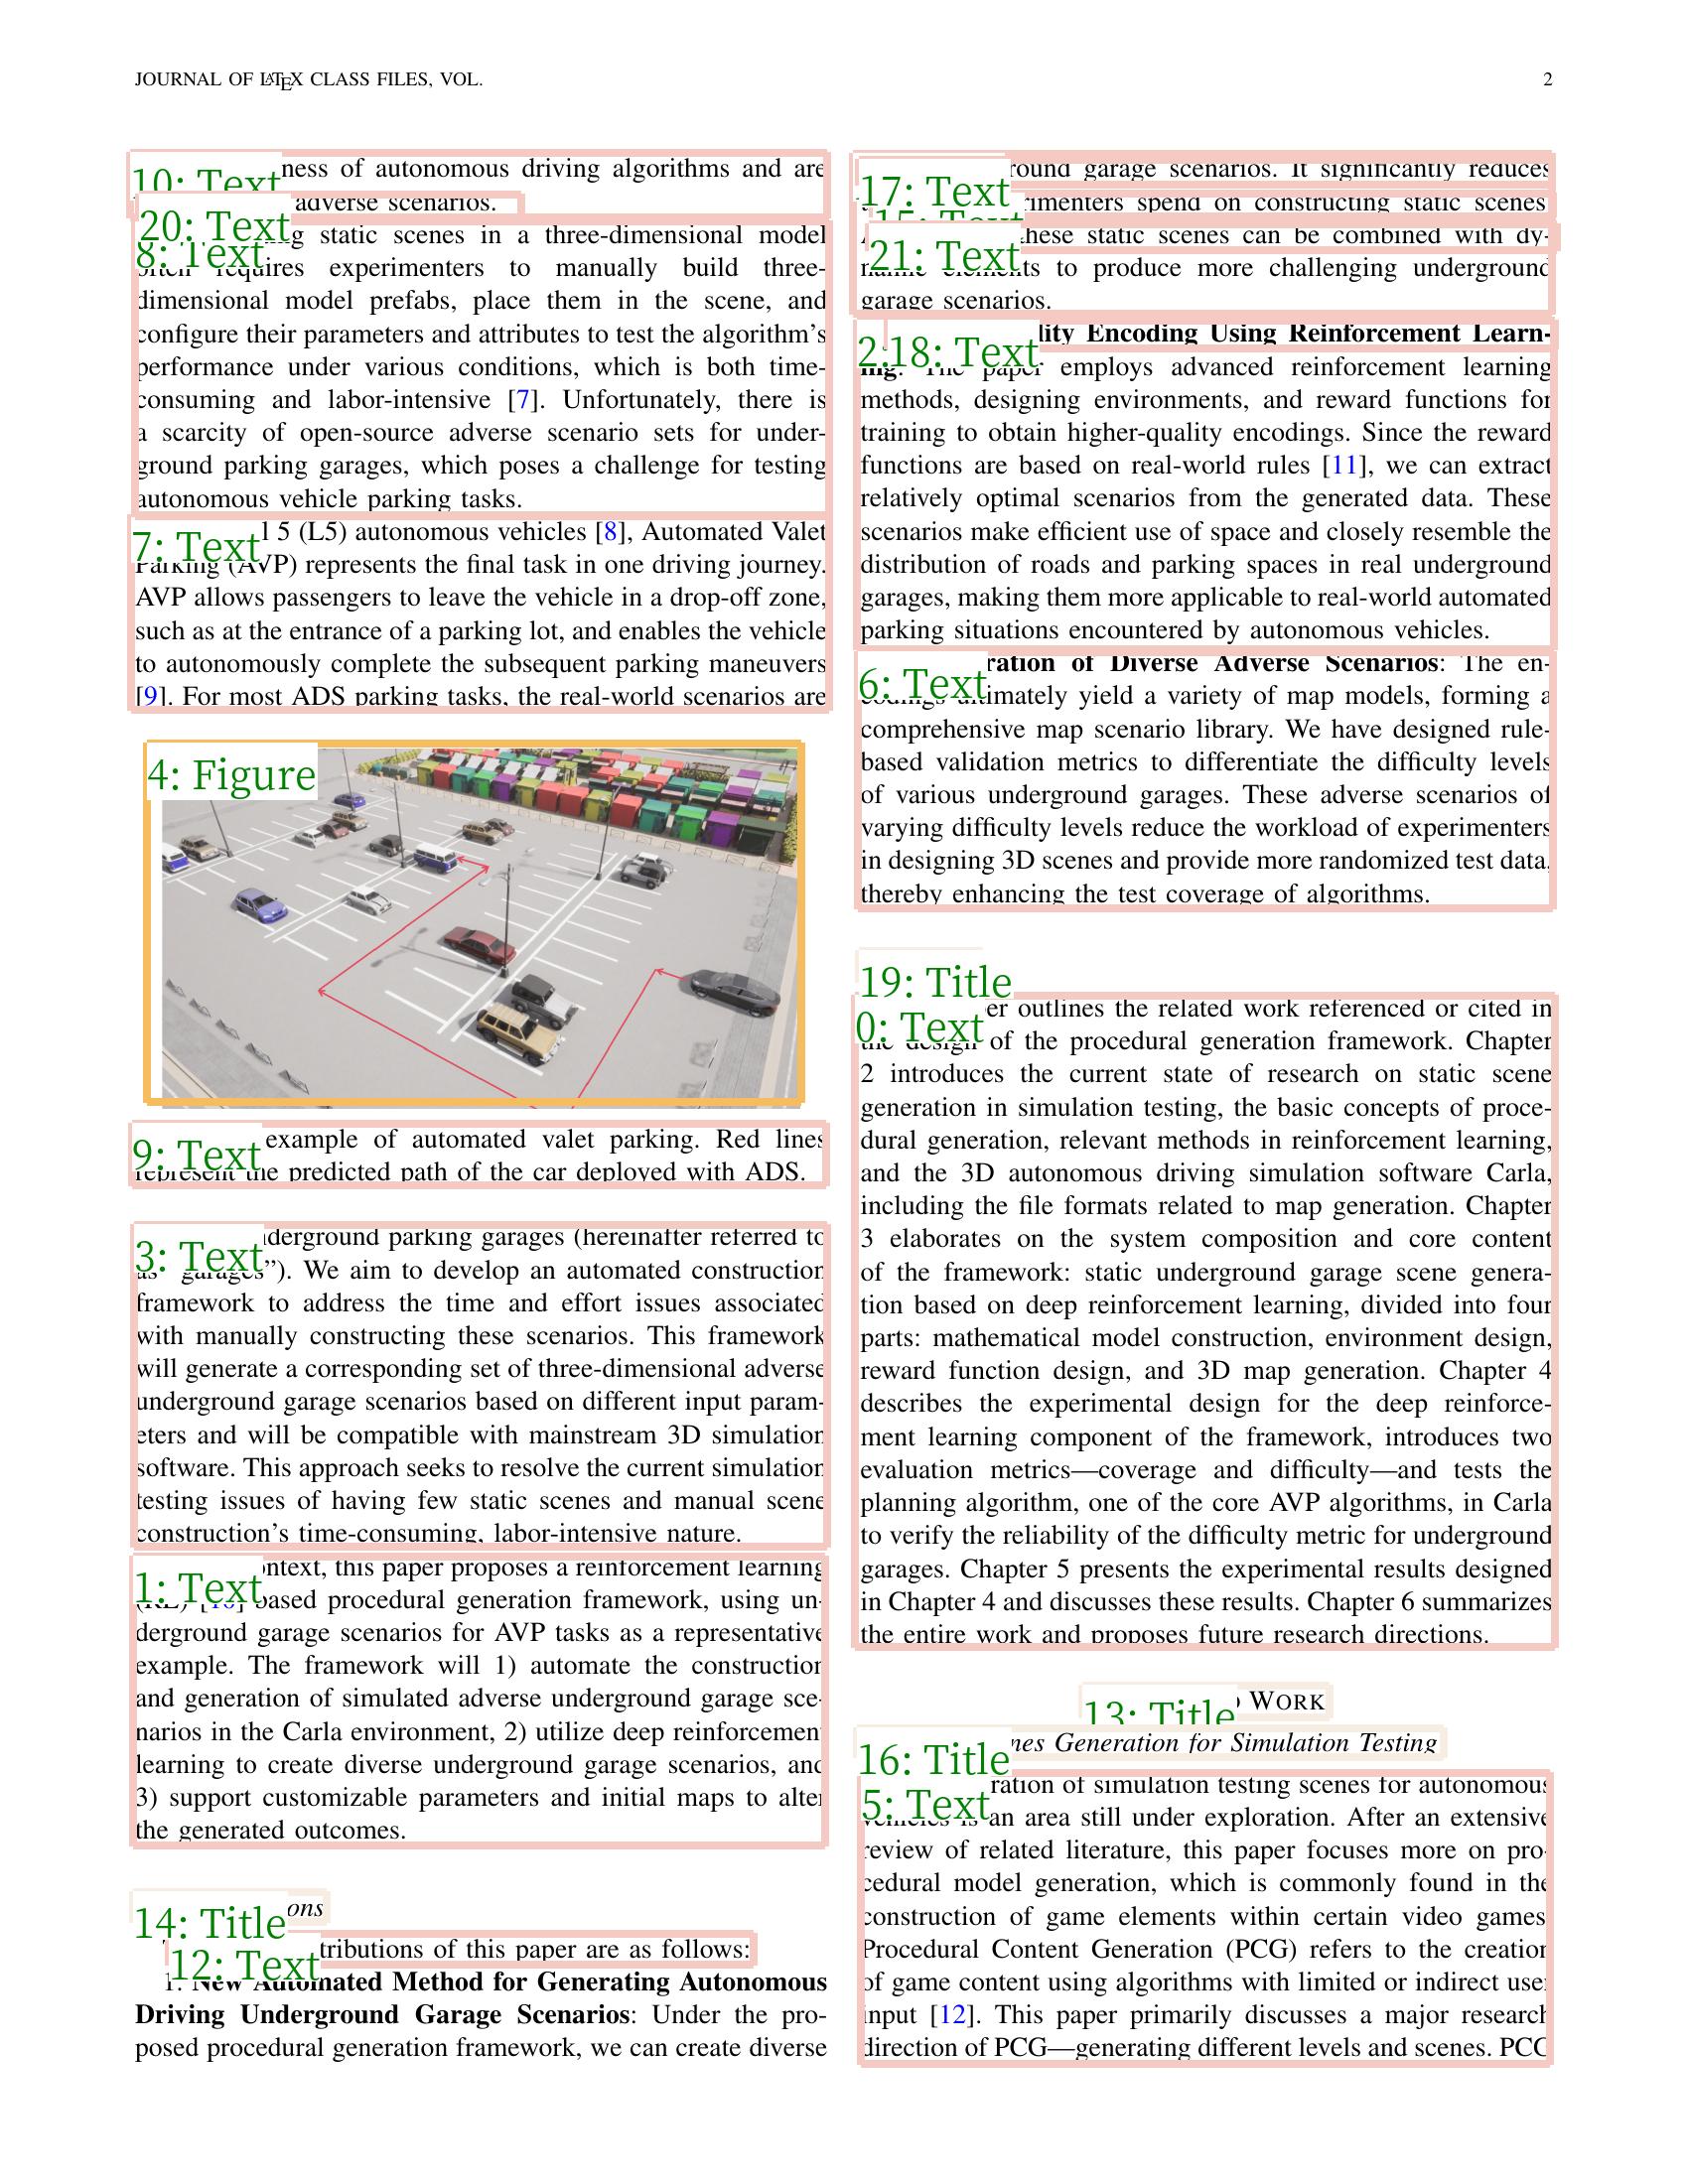 JOURNAL OF LATEX CLASS FILES, VOL. 2
10: Text ness of autonomous driving algorithms and are
20: Text adverse scenarios.
8: Text static scenes in a three-dimensional model
often requires experimenters to manually build three-
dimensional model prefabs, place them in the scene, and
configure their parameters and attributes to test the algorithm's
performance under various conditions, which is both time-
consuming and labor-intensive [7]. Unfortunately, there is
a scarcity of open-source adverse scenario sets for under-
ground parking garages, which poses a challenge for testing
autonomous vehicle parking tasks.
7: Text l 5 (L5) autonomous vehicles [8], Automated Valet
Parking (AVP) represents the final task in one driving journey.
AVP allows passengers to leave the vehicle in a drop-off zone,
such as at the entrance of a parking lot, and enables the vehicle
to autonomously complete the subsequent parking maneuvers
[9]. For most ADS parking tasks, the real-world scenarios are
4: Figure
9: Text example of automated valet parking. Red lines
represent the predicted path of the car deployed with ADS.
3: Text derground parking garages (hereinafter referred to
as "garages"). We aim to develop an automated construction
framework to address the time and effort issues associated
with manually constructing these scenarios. This framework
will generate a corresponding set of three-dimensional adverse
underground garage scenarios based on different input param-
eters and will be compatible with mainstream 3D simulation
software. This approach seeks to resolve the current simulation
testing issues of having few static scenes and manual scene
construction's time-consuming, labor-intensive nature.
1: Text ontext, this paper proposes a reinforcement learning
(RL) [10] based procedural generation framework, using un-
derground garage scenarios for AVP tasks as a representative
example. The framework will 1) automate the construction
and generation of simulated adverse underground garage sce-
narios in the Carla environment, 2) utilize deep reinforcement
learning to create diverse underground garage scenarios, and
3) support customizable parameters and initial maps to alter
the generated outcomes.
14: Title ons
12: Text tributions of this paper are as follows:
1. New Automated Method for Generating Autonomous
Driving Underground Garage Scenarios: Under the pro-
posed procedural generation framework, we can create diverse
17: Text round garage scenarios. It significantly reduces
15: Text rimenters spend on constructing static scenes
21: Text these static scenes can be combined with dy-
namic elements to produce more challenging underground
garage scenarios.
2: 18: Text lity Encoding Using Reinforcement Learn-
ing: The paper employs advanced reinforcement learning
methods, designing environments, and reward functions for
training to obtain higher-quality encodings. Since the reward
functions are based on real-world rules [11], we can extract
relatively optimal scenarios from the generated data. These
scenarios make efficient use of space and closely resemble the
distribution of roads and parking spaces in real underground
garages, making them more applicable to real-world automated
parking situations encountered by autonomous vehicles.
6: Text ration of Diverse Adverse Scenarios: The en-
codings ultimately yield a variety of map models, forming a
comprehensive map scenario library. We have designed rule-
based validation metrics to differentiate the difficulty levels
of various underground garages. These adverse scenarios of
varying difficulty levels reduce the workload of experimenters
in designing 3D scenes and provide more randomized test data,
thereby enhancing the test coverage of algorithms.
19: Title
0: Text er outlines the related work referenced or cited in
the design of the procedural generation framework. Chapter
2 introduces the current state of research on static scene
generation in simulation testing, the basic concepts of proce-
dural generation, relevant methods in reinforcement learning,
and the 3D autonomous driving simulation software Carla,
including the file formats related to map generation. Chapter
3 elaborates on the system composition and core content
of the framework: static underground garage scene genera-
tion based on deep reinforcement learning, divided into four
parts: mathematical model construction, environment design,
reward function design, and 3D map generation. Chapter 4
describes the experimental design for the deep reinforce-
ment learning component of the framework, introduces two
evaluation metrics—coverage and difficulty—and tests the
planning algorithm, one of the core AVP algorithms, in Carla
to verify the reliability of the difficulty metric for underground
garages. Chapter 5 presents the experimental results designed
in Chapter 4 and discusses these results. Chapter 6 summarizes
the entire work and proposes future research directions.
13: Title WORK
16: Title nes Generation for Simulation Testing
5: Text ration of simulation testing scenes for autonomous
vehicles is an area still under exploration. After an extensive
review of related literature, this paper focuses more on pro-
cedural model generation, which is commonly found in the
construction of game elements within certain video games.
Procedural Content Generation (PCG) refers to the creation
of game content using algorithms with limited or indirect user
input [12]. This paper primarily discusses a major research
direction of PCG—generating different levels and scenes. PCG